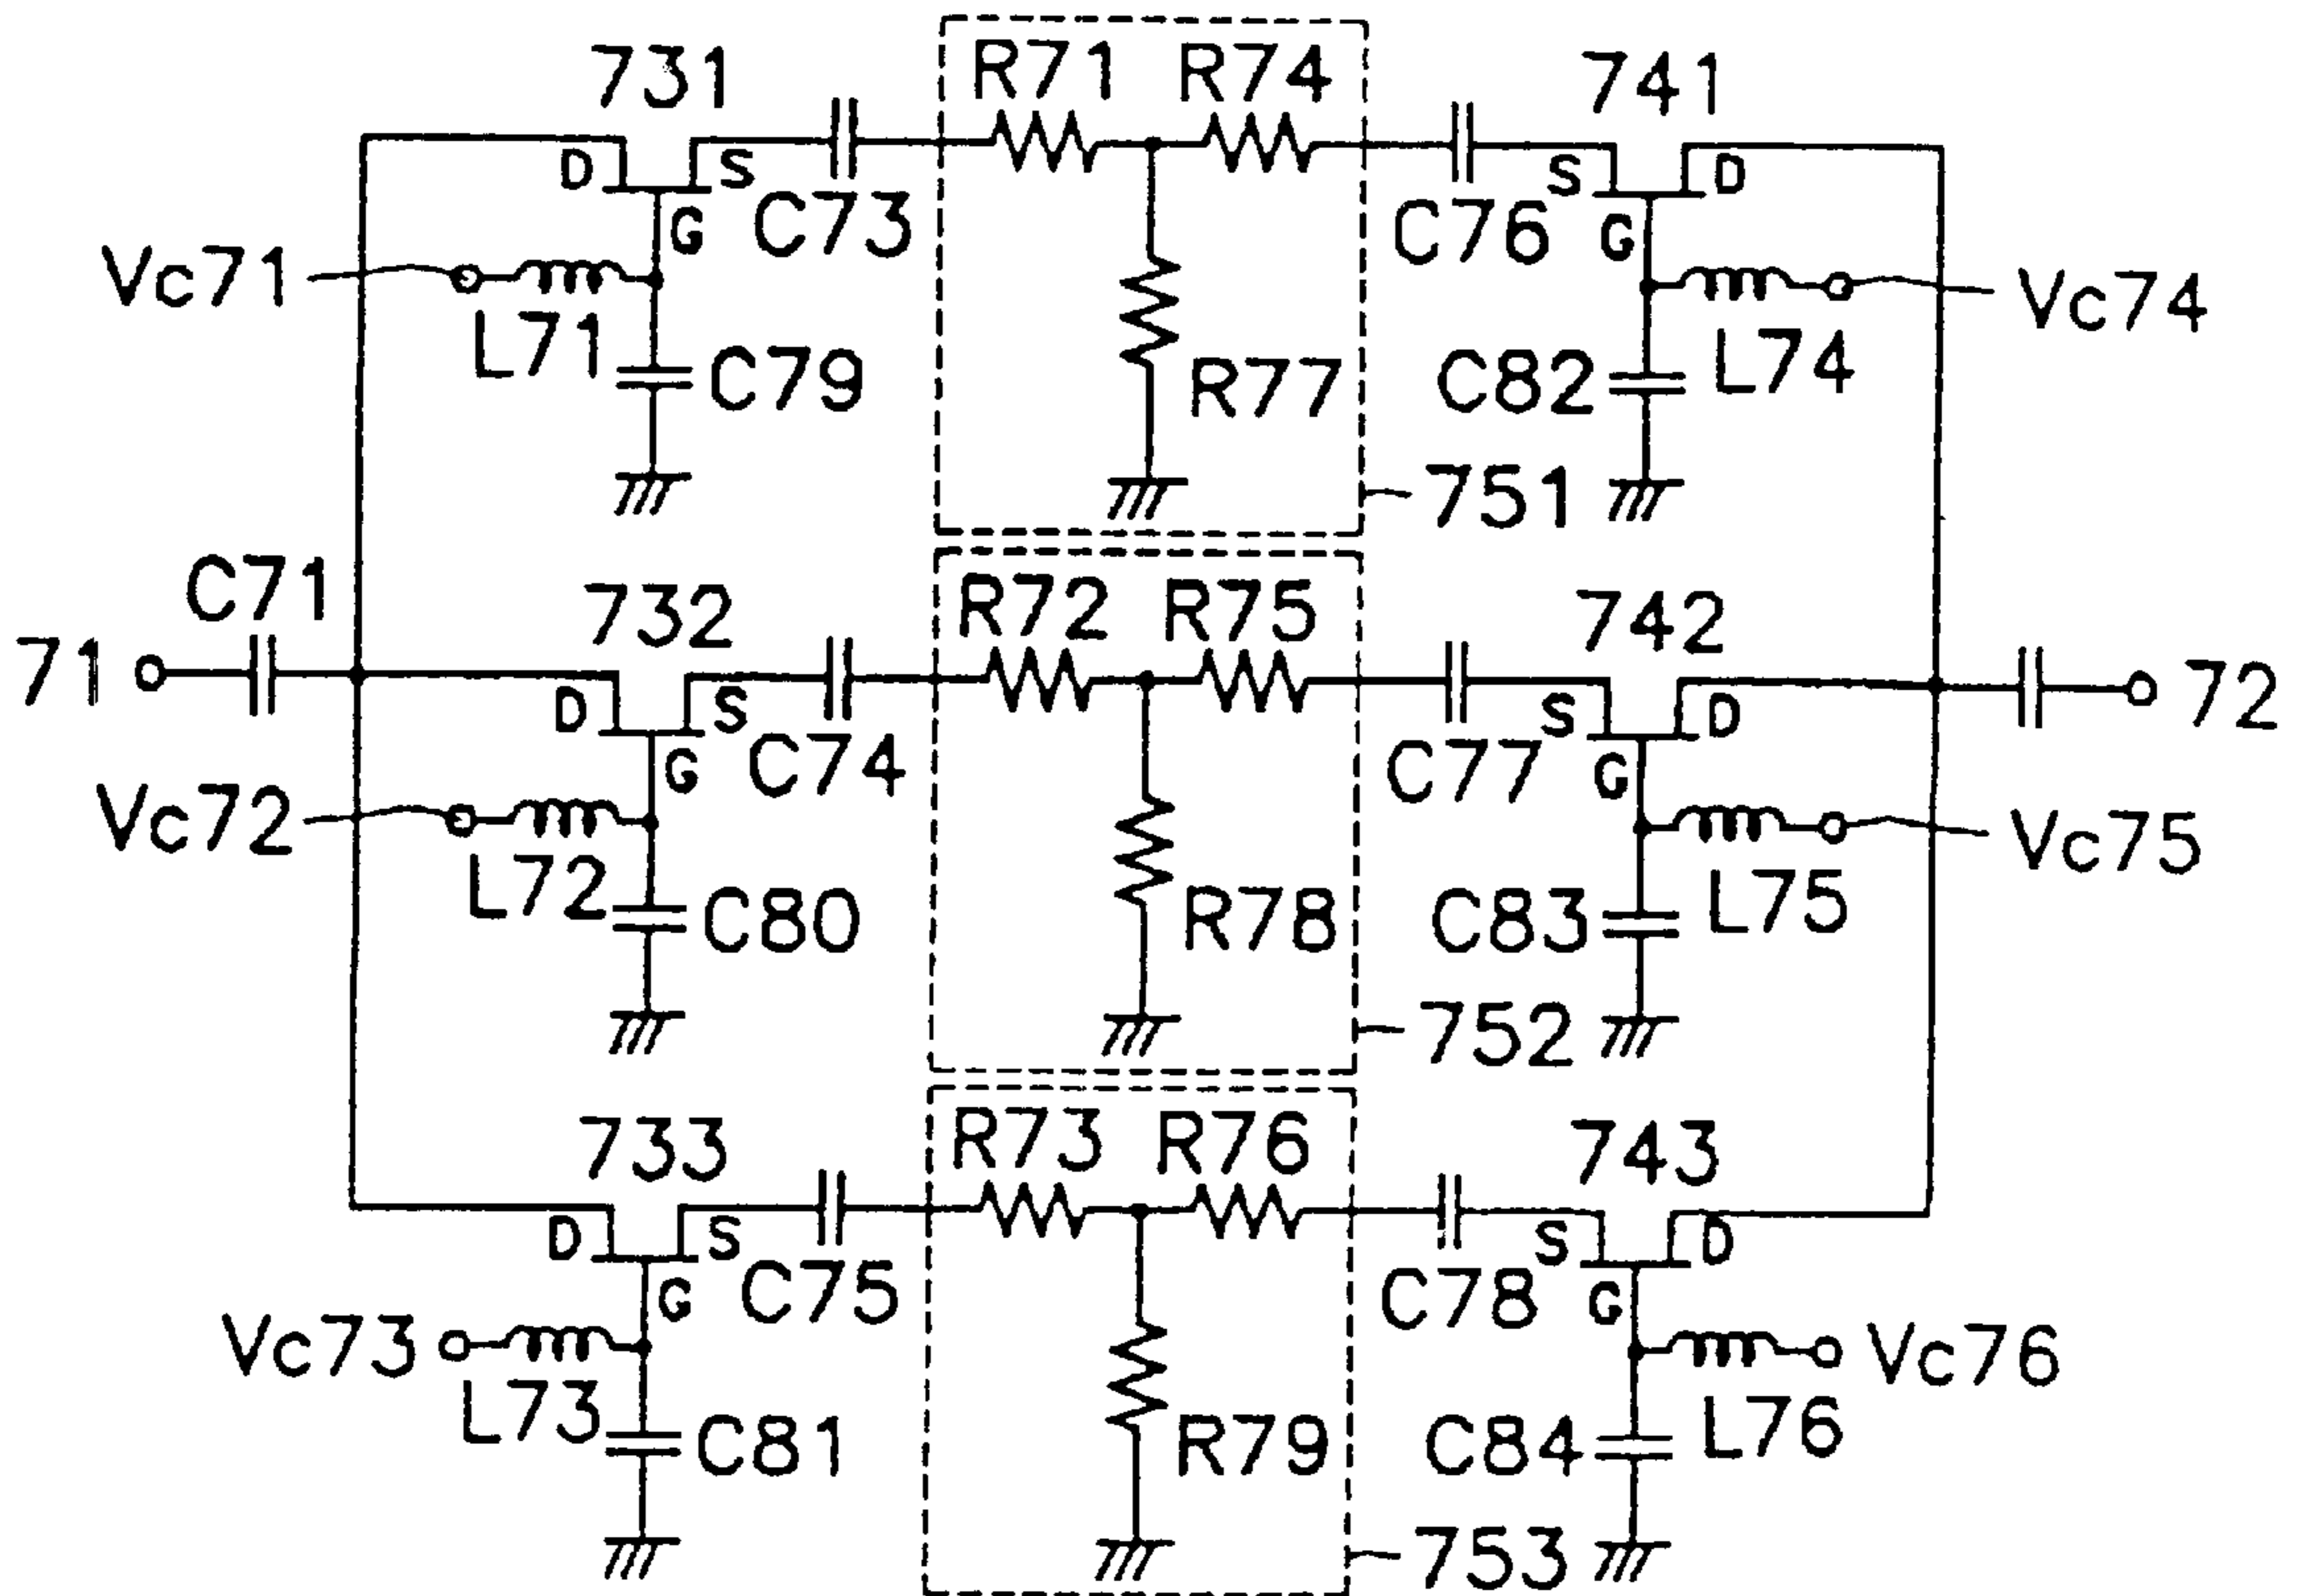 731 R71 R74 741
D S S D
G C73 C76 G
Vc71 Vc74
L71 C79 R77 C82 L74
751
C71
71 732 R72 R75 742 72
D S S D
G C74 C77 G
Vc72 Vc75
L72 C80 R78 C83 L75
752
733 R73 R76 743
D S S D
G C75 C78 G
Vc73 Vc76
L73 C81 R79 C84 L76
753